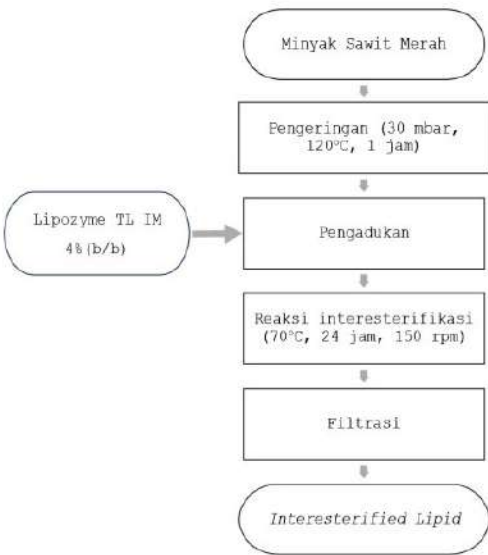 Minyak Sawit Merah
Pengeringan (30 mbar,
120°C, 1 jam)
Lipozyme TL IM
4%(b/b)
Pengadukan
Reaksi interesterifikasi
(70°C, 24 jam, 150 rpm)
Filtrasi
Interesterified Lipid